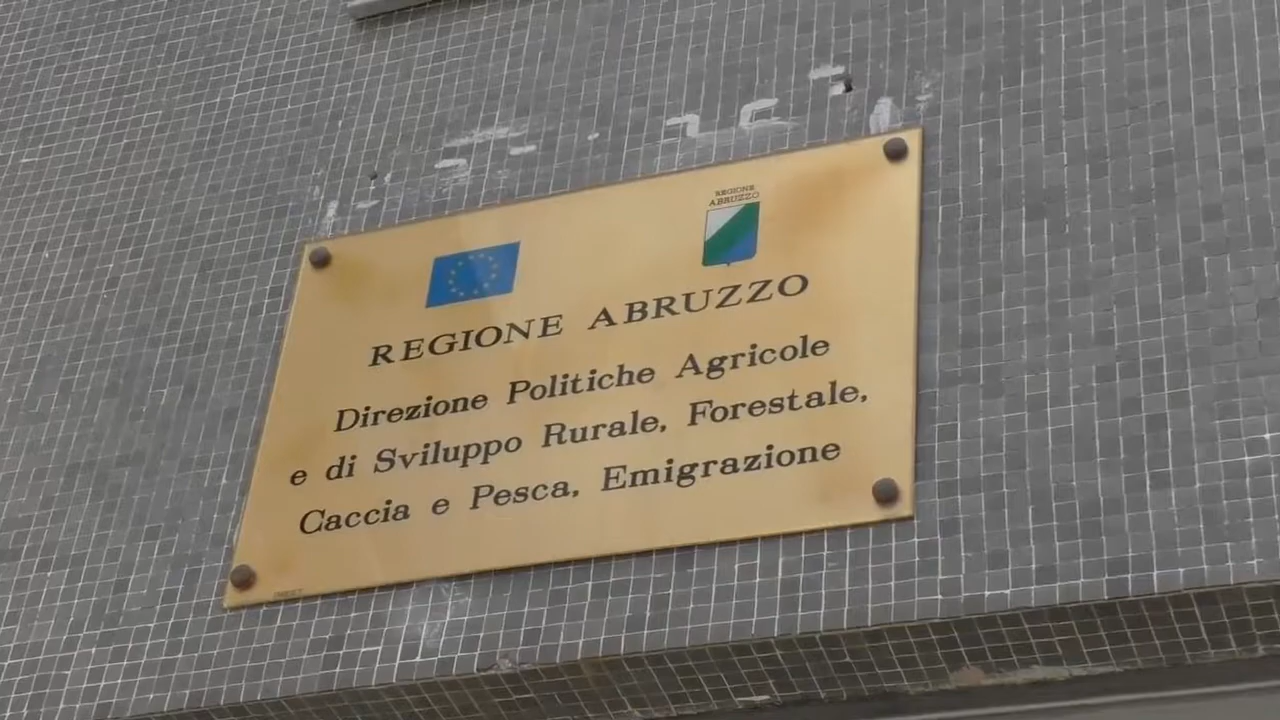 REGIONE
ABRUZZO
REGIONE ABRUZZO
Direzione Politiche Agricole
e di Sviluppo Rurale, Forestale,
Caccia e Pesca, Emigrazione